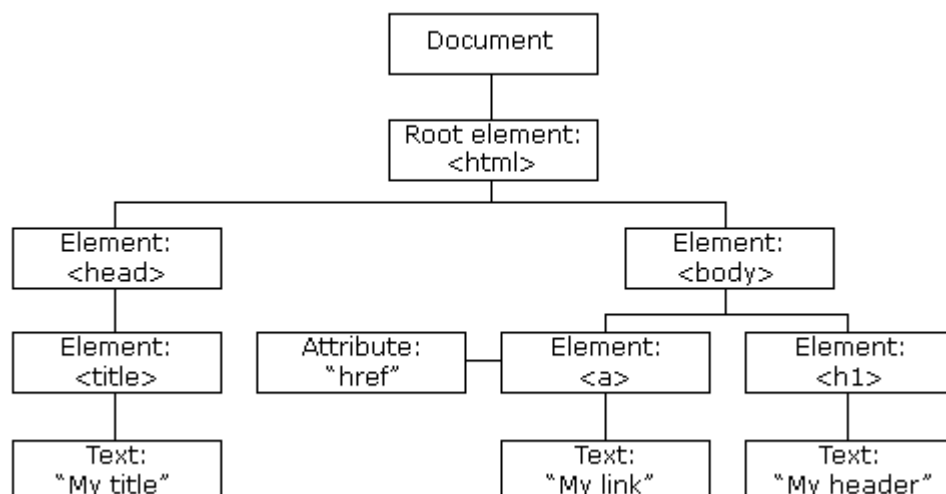 Document
Root element:
<html>
Element:
<head>
Element:
<body>
Element:
<title>
Attribute:
“href”
Element:
<a>
Element:
<h1>
Text:
“My title”
Text:
“My link”
Text:
“My header”